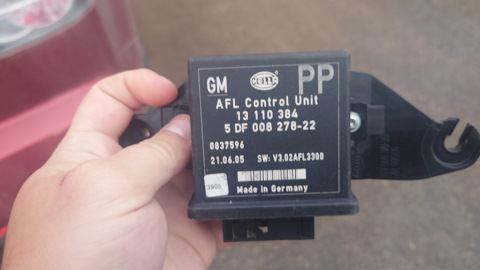 GM HELLA PP
AFL Control Unit
13 110 384
5 DF 008 278-22
0837596
21.06.05 SW: V3.02AFL3300
3905
Made in Germany